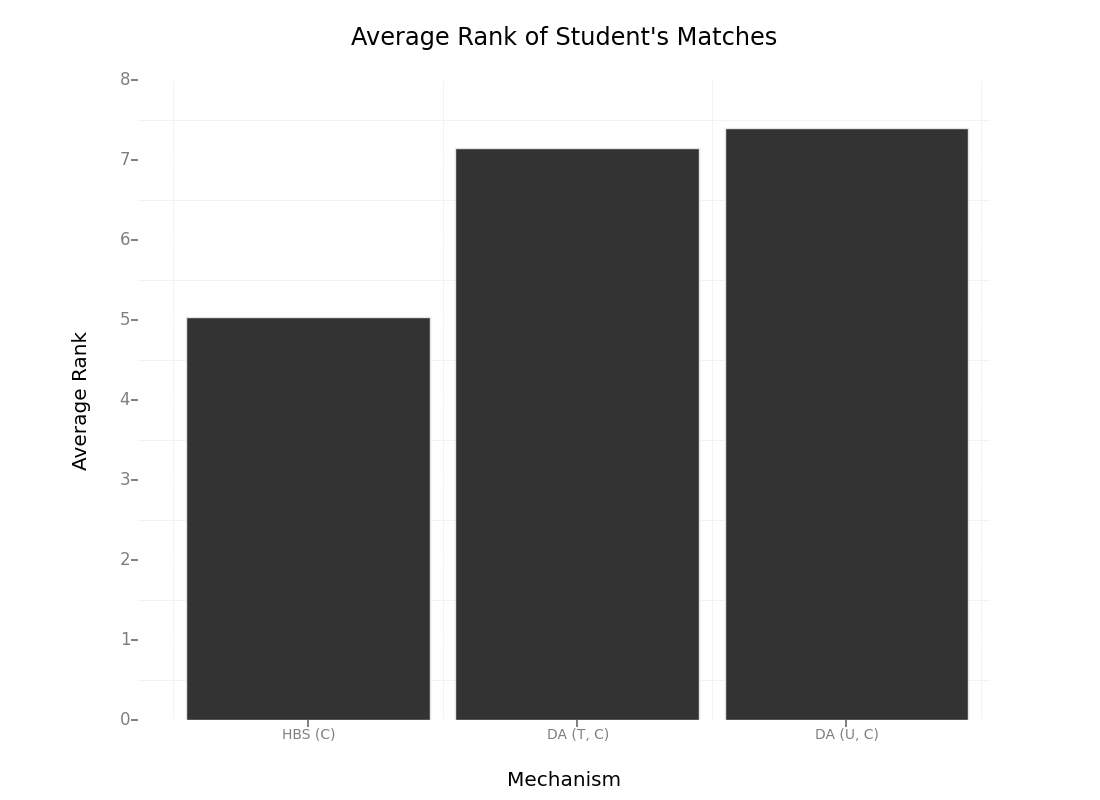 Average Rank of Student's Matches
Average Rank
8
7
6
5
4
3
2
1
0
HBS (C) DA (T, C) DA (U, C)
Mechanism